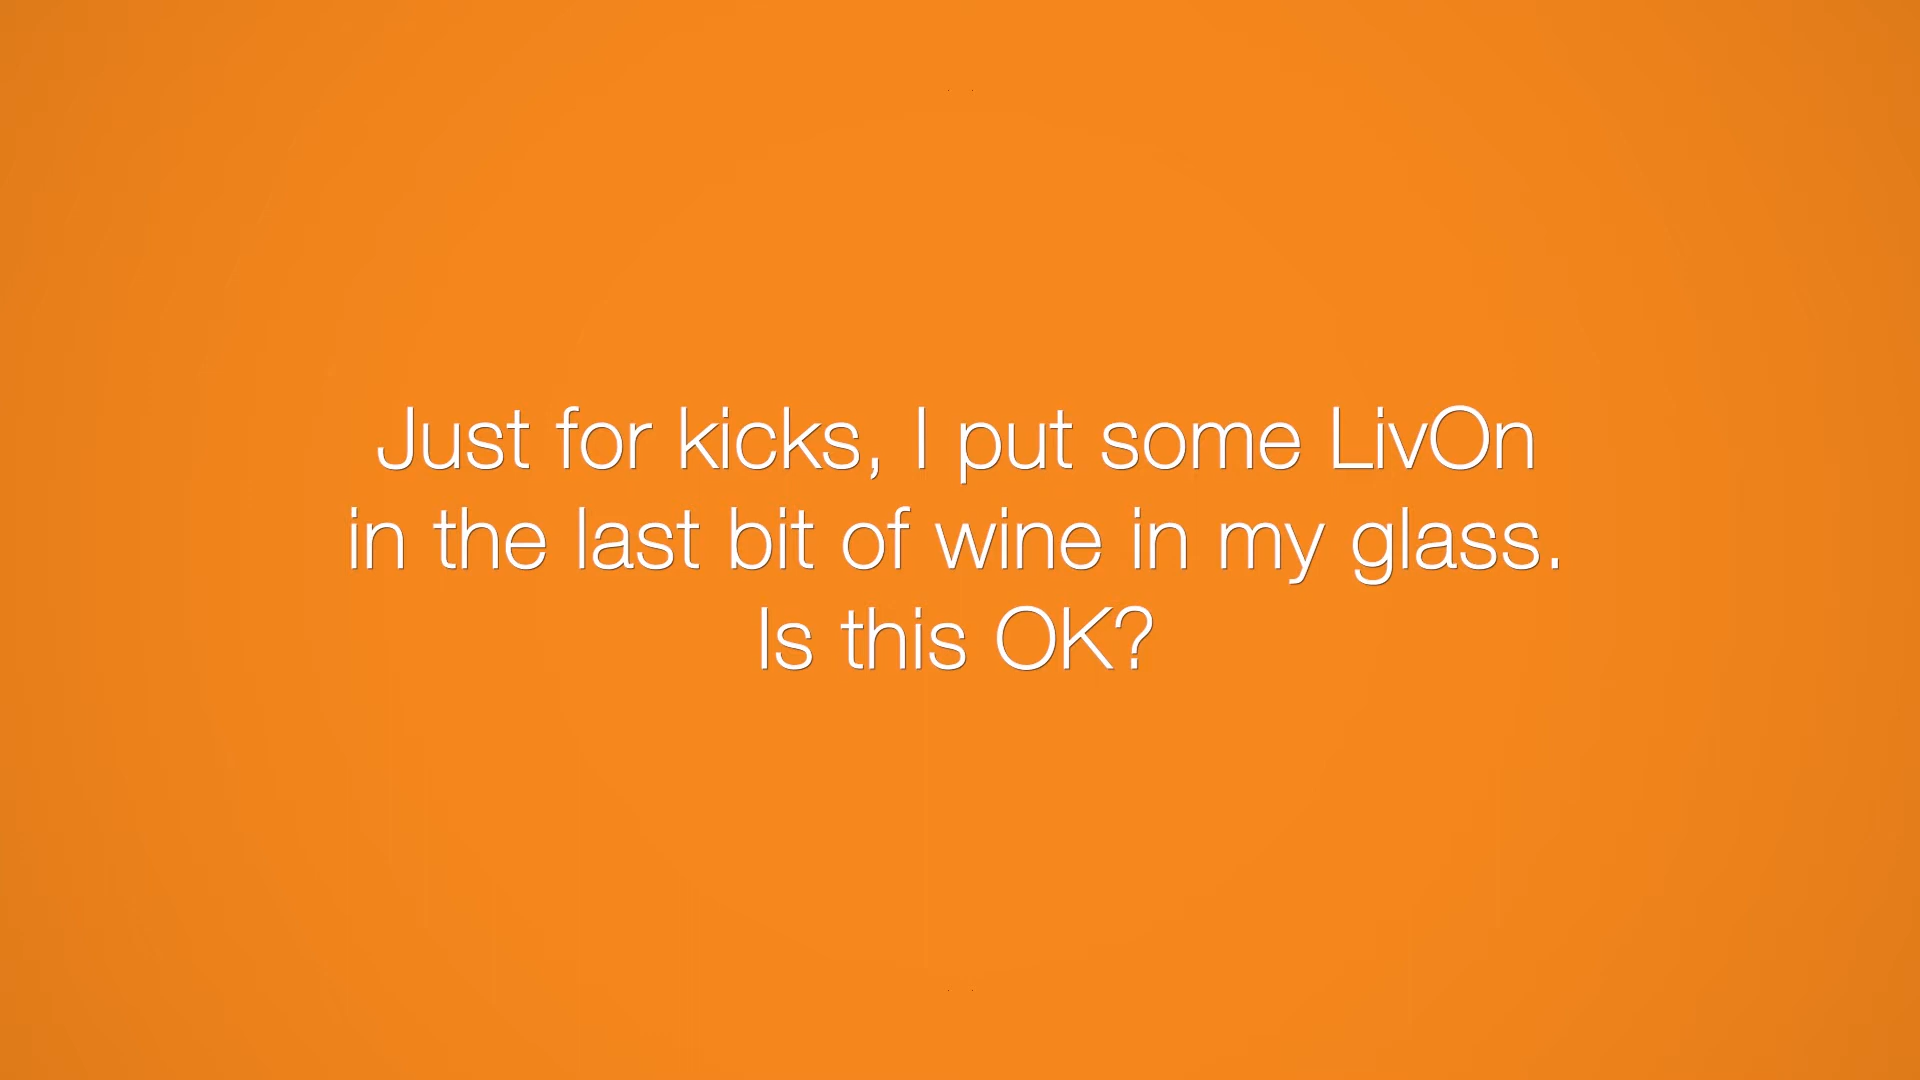 Just for kicks, I put some LivOn
in the last bit of wine in my glass.
Is this OK?